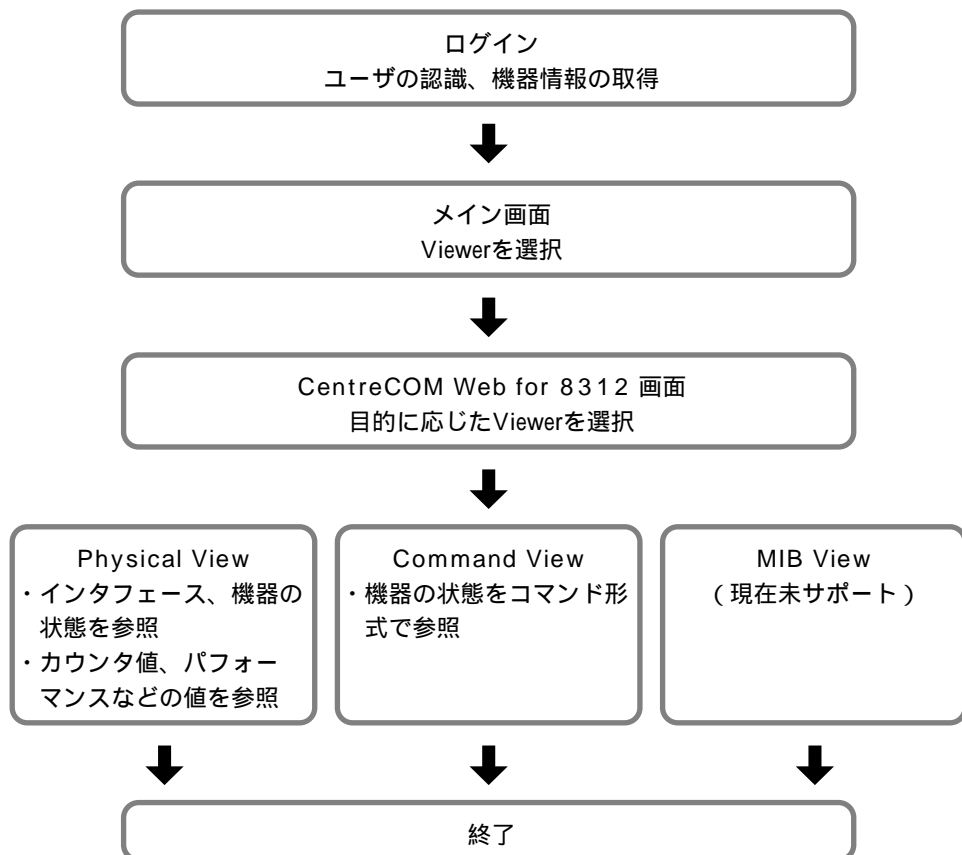 ログイン
ユーザの認識、機器情報の取得
メイン画面
Viewerを選択
CentreCOM Web for 8312 画面
目的に応じたViewerを選択
Physical View
・インタフェース、機器の
状態を参照
・カウンタ値、パフォー
マンスなどの値を参照
Command View
・機器の状態をコマンド形
式で参照
MIB View
（現在未サポート）
終了